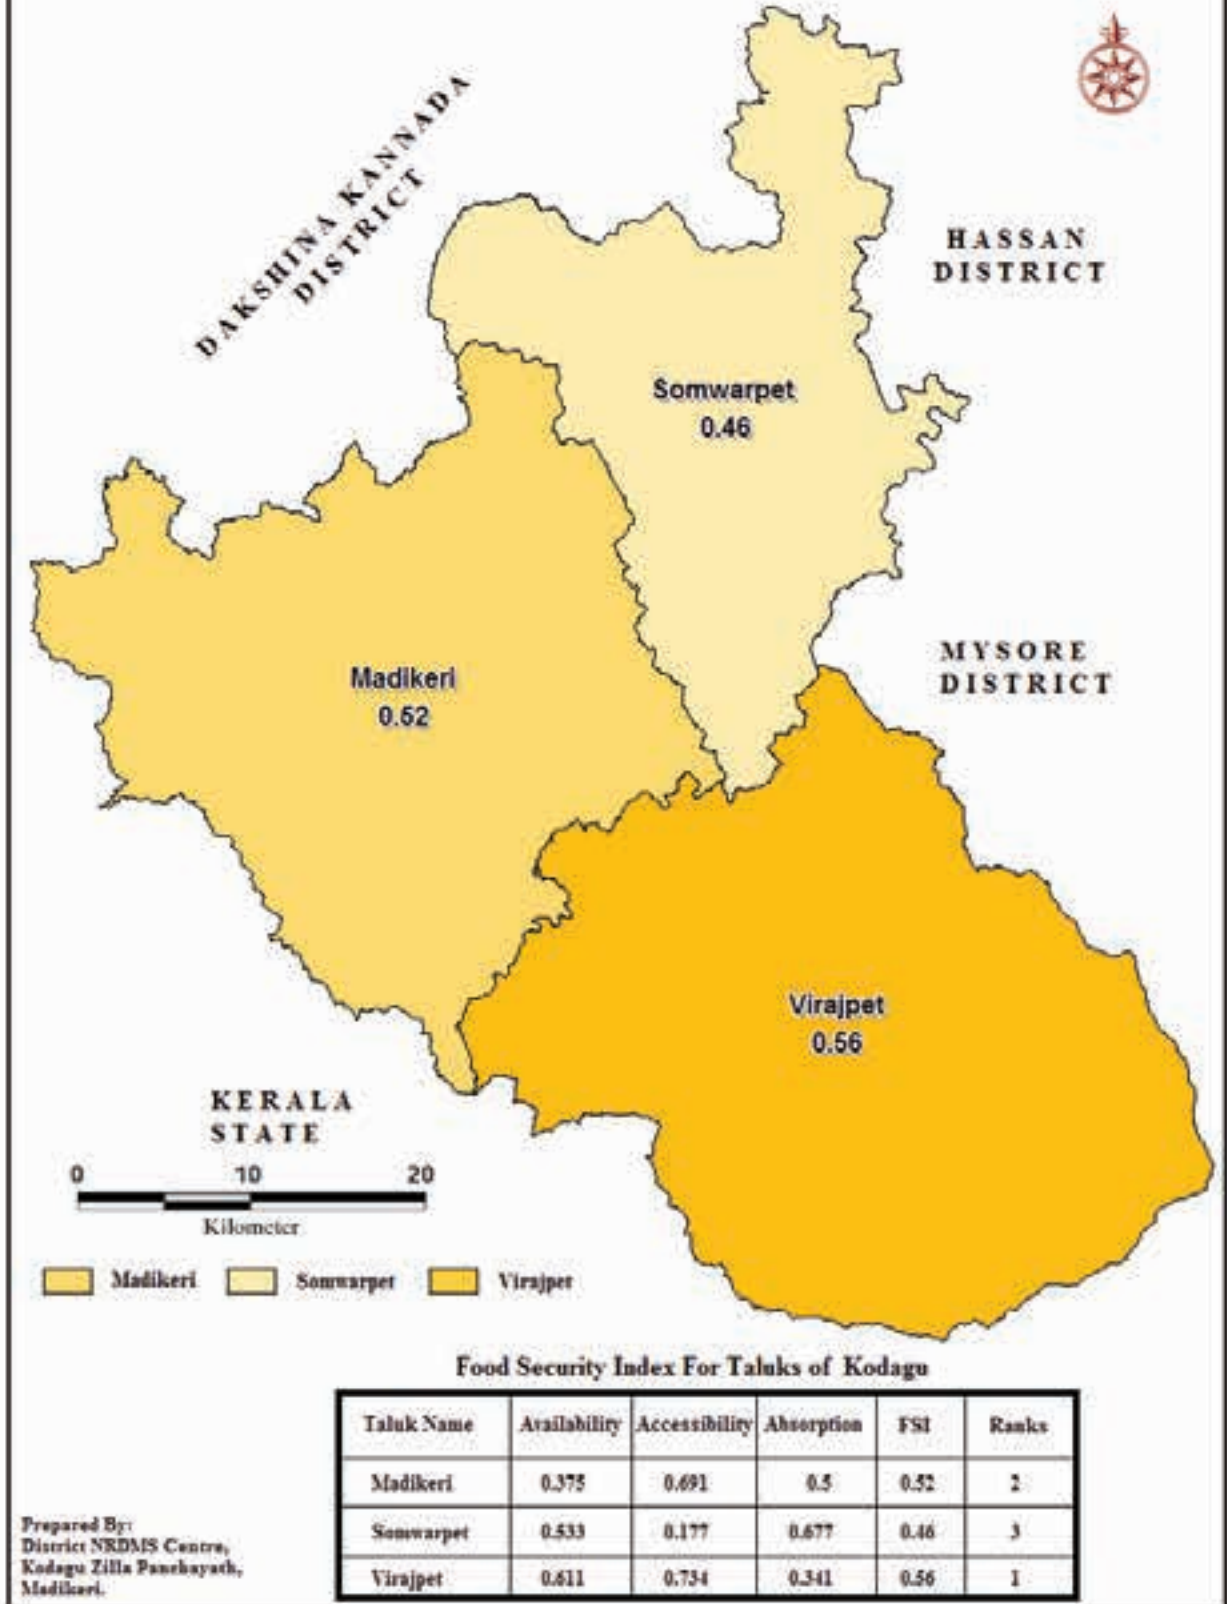 DAKSHINA KANNADA
DISTRICT
HASSAN
DISTRICT
Somwarpet
0.46
MYSORE
DISTRICT
Madikeri
0.52
Virajpet
0.56
KERALA
STATE
0 10 20
Kilometer
Madikeri Somwarpet Virajpet
Food Security Index For Taluks of Kodagu
Taluk Name Availability Accessibility Absorption FSI Ranks
Madikeri 0.375 0.691 0.5 0.52 2
Somwarpet 0.533 0.177 0.677 0.46 3
Virajpet 0.611 0.734 0.341 0.56 1
Prepared By:
District NRDMS Centre,
Kodagu Zilla Panchayath,
Madikeri.